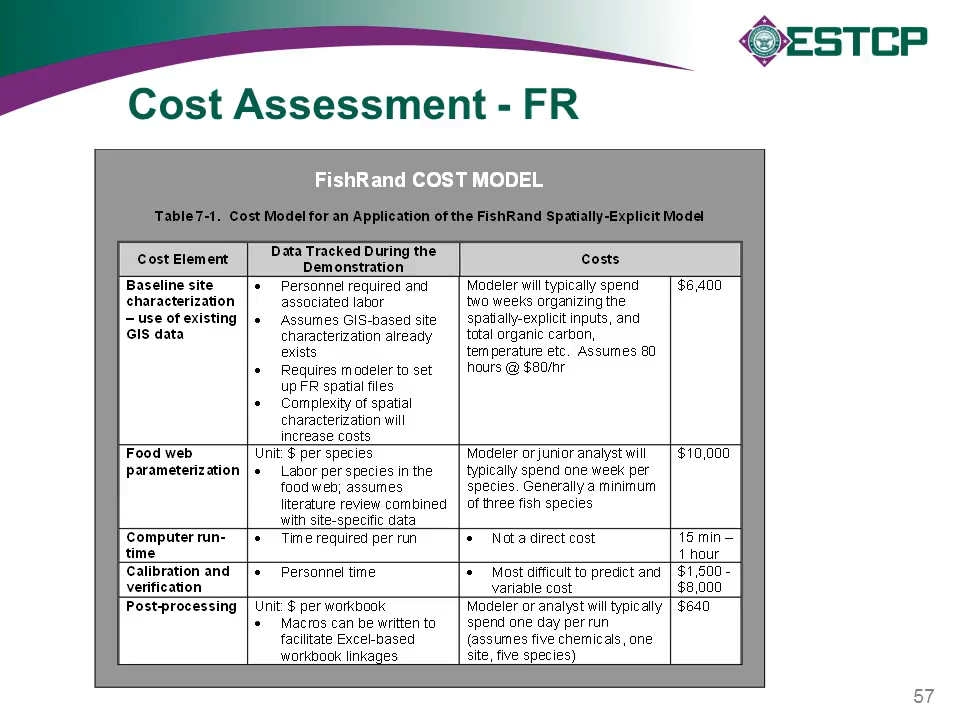 ESTCP
Cost Assessment - FR
FishRand COST MODEL
Table 7-1. Cost Model for an Application of the FishRand Spatially-Explicit Model
Cost Element
Data Tracked During the
Demonstration
Costs
Baseline site
characterization
– use of existing
GIS data
• Personnel required and
associated labor
• Assumes GIS-based site
characterization already
exists
• Requires modeler to set
up FR spatial files
• Complexity of spatial
characterization will
increase costs
Modeler will typically spend
two weeks organizing the
spatially-explicit inputs, and
total organic carbon,
temperature etc. Assumes 80
hours @ $80/hr
$6,400
Food web
parameterization
Unit: $ per species
• Labor per species in the
food web; assumes
literature review combined
with site-specific data
Modeler or junior analyst will
typically spend one week per
species. Generally a minimum
of three fish species
$10,000
Computer run-
time
• Time required per run
• Not a direct cost
15 min –
1 hour
Calibration and
verification
• Personnel time
• Most difficult to predict and
variable cost
$1,500 -
$8,000
Post-processing
Unit: $ per workbook
• Macros can be written to
facilitate Excel-based
workbook linkages
Modeler or analyst will typically
spend one day per run
(assumes five chemicals, one
site, five species)
$640
57